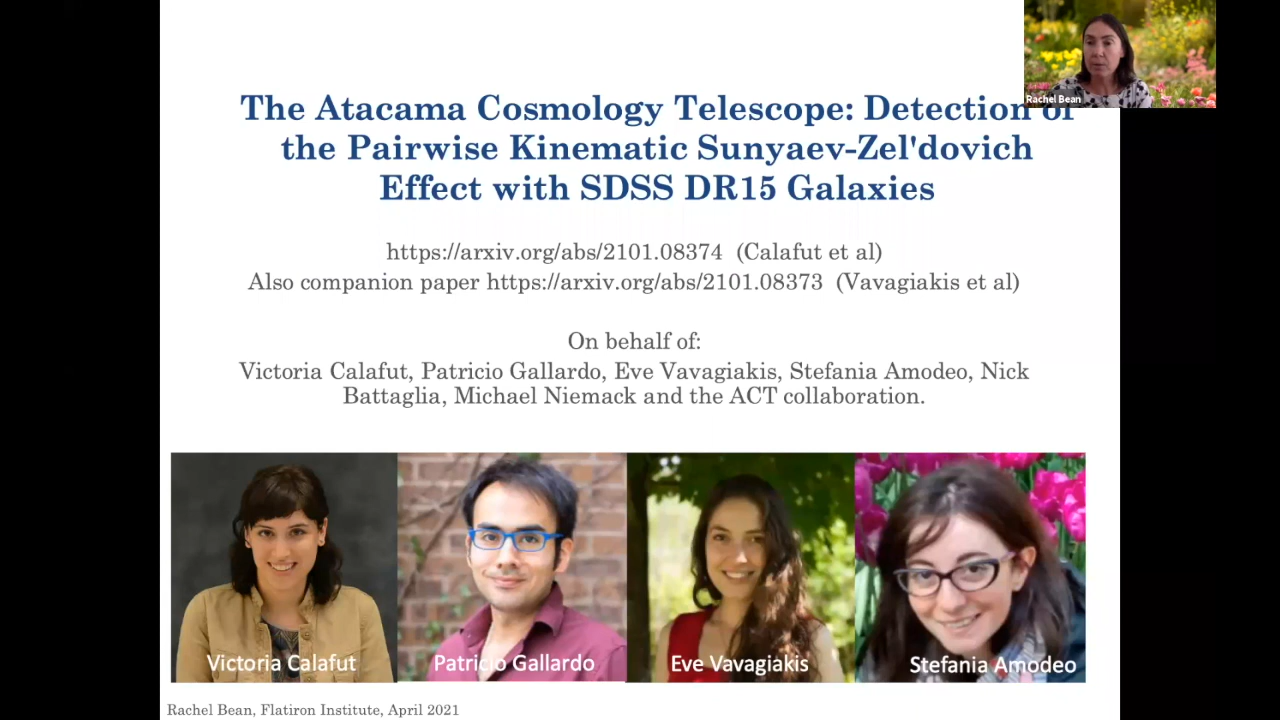 Rachel Bean
The Atacama Cosmology Telescope: Detection of
the Pairwise Kinematic Sunyaev-Zel'dovich
Effect with SDSS DR15 Galaxies
https://arxiv.org/abs/2101.08374 (Calafut et al)
Also companion paper https://arxiv.org/abs/2101.08373 (Vavagiakis et al)
On behalf of:
Victoria Calafut, Patricio Gallardo, Eve Vavagiakis, Stefania Amodeo, Nick
Battaglia, Michael Niemack and the ACT collaboration.
Victoria Calafut
Patricio Gallardo
Eve Vavagiakis
Stefania Amodeo
Rachel Bean, Flatiron Institute, April 2021